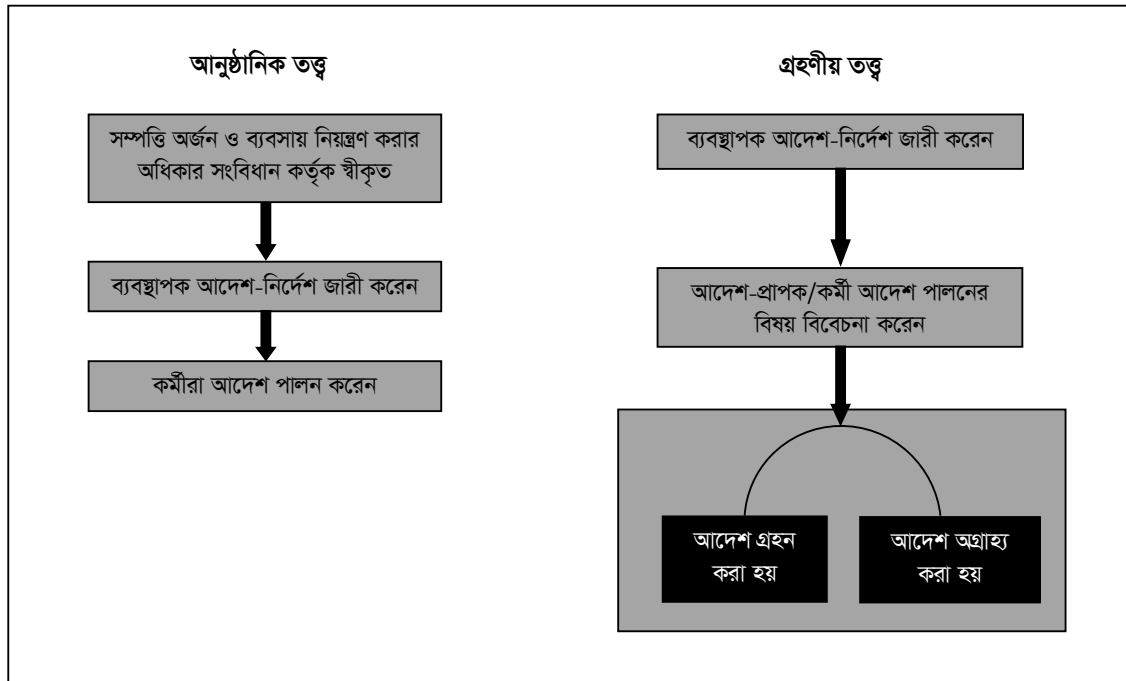 আনুষ্ঠানিক তত্ত্ব
সম্পত্তি অর্জন ও ব্যবসায় নিয়ন্ত্রণ করার
অধিকার সংবিধান কর্তৃক স্বীকৃত
ব্যবস্থাপক আদেশ-নির্দেশ জারী করেন
কর্মীরা আদেশ পালন করেন
গ্রহণীয় তত্ত্ব
ব্যবস্থাপক আদেশ-নির্দেশ জারী করেন
আদেশ-প্রাপক/কর্মী আদেশ পালনের
বিষয় বিবেচনা করেন
আদেশ গ্রহন
করা হয়
আদেশ অগ্রাহ্য
করা হয়